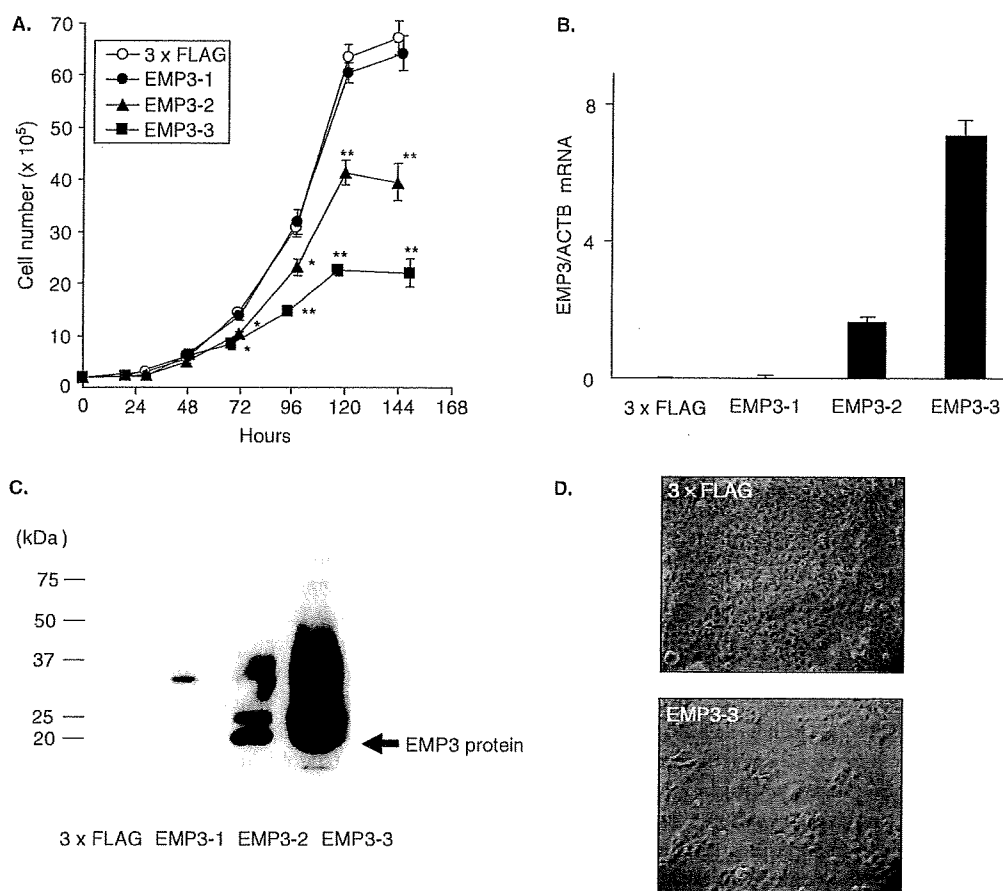 A.
70
60
50
40
30
20
10
0
Cell number (x 10⁵)
3 x FLAG
EMP3-1
EMP3-2
EMP3-3
** **
* ** **
* **
*
0 24 48 72 96 120 144 168
Hours
B.
8
4
0
EMP3/ACTB mRNA
3 x FLAG EMP3-1 EMP3-2 EMP3-3
C.
(kDa)
75
50
37
25
20
EMP3 protein
3 x FLAG EMP3-1 EMP3-2 EMP3-3
D.
3 x FLAG
EMP3-3